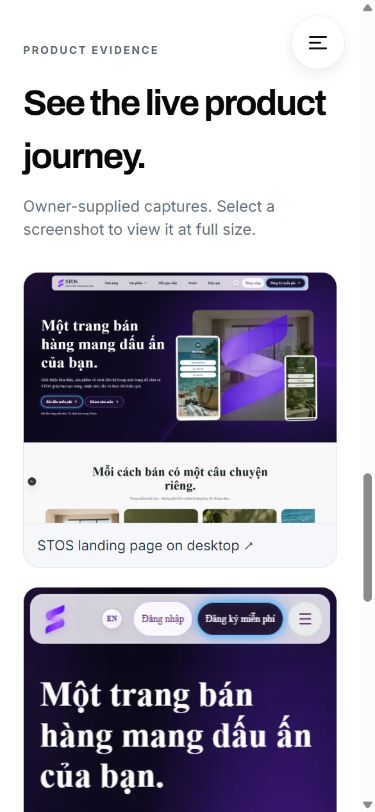 PRODUCT EVIDENCE
See the live product
journey.
Owner-supplied captures. Select a
screenshot to view it at full size.
STOS
Một trang bán
hàng mang dấu ấn
của bạn.
Mỗi cách bán có một câu chuyện
riêng.
STOS landing page on desktop ↗
EN
Đăng nhập
Đăng ký miễn phí
Một trang bán
hàng mang dấu ấn
của bạn.